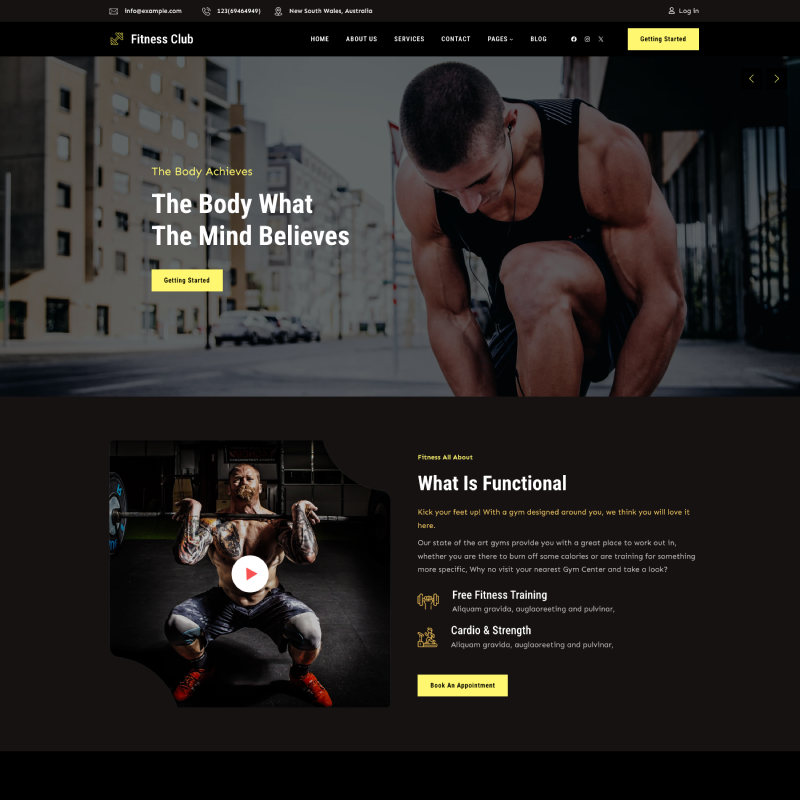 info@example.com
123(69464949)
New South Wales, Australia
Log in
Fitness Club
HOME
ABOUT US
SERVICES
CONTACT
PAGES
BLOG
Getting Started
The Body Achieves
The Body What
The Mind Believes
Getting Started
Fitness All About
What Is Functional
Kick your feet up! With a gym designed around you, we think you will love it
here.
Our state of the art gyms provide you with a great place to work out in,
whether you are there to burn off some calories or are training for something
more specific, Why no visit your nearest Gym Center and take a look?
Free Fitness Training
Aliquam gravida, auglaoreeting and pulvinar,
Cardio & Strength
Aliquam gravida, auglaoreeting and pulvinar,
Book An Appointment